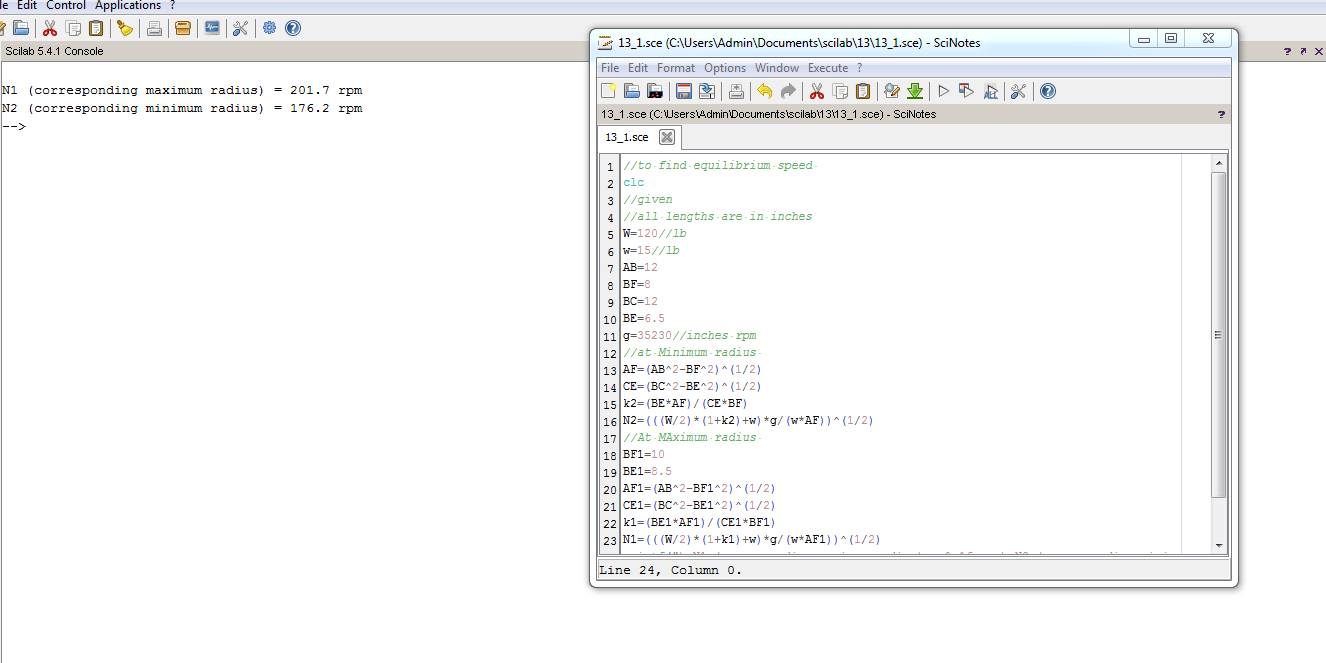 le Edit Control Applications ?
Scilab 5.4.1 Console
? ↗ X
N1 (corresponding maximum radius) = 201.7 rpm
N2 (corresponding minimum radius) = 176.2 rpm
-->
13_1.sce (C:\Users\Admin\Documents\scilab\13\13_1.sce) - SciNotes
File Edit Format Options Window Execute ?
13_1.sce (C:\Users\Admin\Documents\scilab\13\13_1.sce) - SciNotes ?
13_1.sce
1 //to find equilibrium speed
2 clc
3 //given
4 //all lengths are in inches
5 W=120//lb
6 w=15//lb
7 AB=12
8 BF=8
9 BC=12
10 BE=6.5
11 g=35230//inches rpm
12 //at Minimum radius
13 AF=(AB^2-BF^2)^(1/2)
14 CE=(BC^2-BE^2)^(1/2)
15 k2=(BE*AF)/(CE*BF)
16 N2=(((W/2)*(1+k2)+w)*g/(w*AF))^(1/2)
17 //At MAximum radius
18 BF1=10
19 BE1=8.5
20 AF1=(AB^2-BF1^2)^(1/2)
21 CE1=(BC^2-BE1^2)^(1/2)
22 k1=(BE1*AF1)/(CE1*BF1)
23 N1=(((W/2)*(1+k1)+w)*g/(w*AF1))^(1/2)
Line 24, Column 0.